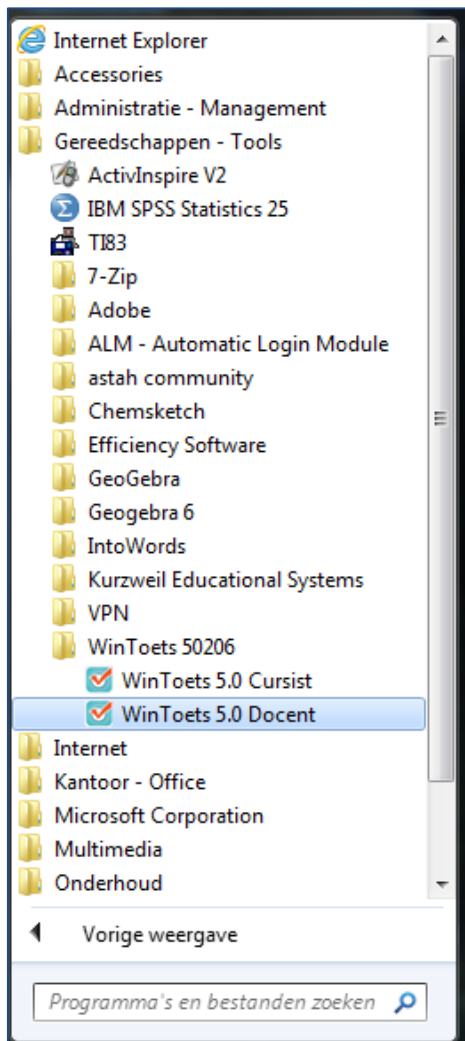 Internet Explorer
Accessories
Administratie - Management
Gereedschappen - Tools
ActivInspire V2
IBM SPSS Statistics 25
TI83
7-Zip
Adobe
ALM - Automatic Login Module
astah community
Chemsketch
Efficiency Software
GeoGebra
Geogebra 6
IntoWords
Kurzweil Educational Systems
VPN
WinToets 50206
WinToets 5.0 Cursist
WinToets 5.0 Docent
Internet
Kantoor - Office
Microsoft Corporation
Multimedia
Onderhoud
Vorige weergave
Programma's en bestanden zoeken